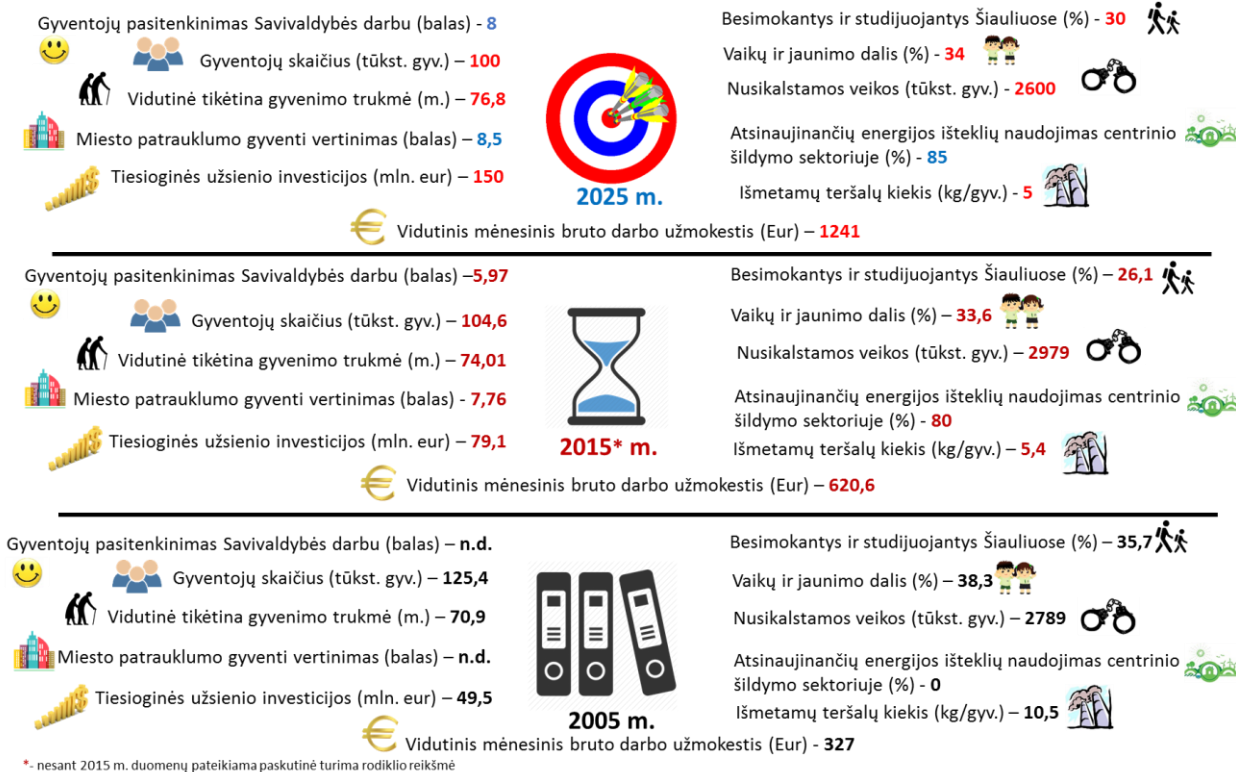 Gyventojų pasitenkinimas Savivaldybės darbu (balas) - 8
Gyventojų skaičius (tūkst. gyv.) – 100
Vidutinė tikėtina gyvenimo trukmė (m.) – 76,8
Miesto patrauklumo gyventi vertinimas (balas) – 8,5
Tiesioginės užsienio investicijos (mln. eur) – 150
2025 m.
Besimokantys ir studijuojantys Šiauliuose (%) - 30
Vaikų ir jaunimo dalis (%) - 34
Nusikalstamos veikos (tūkst. gyv.) - 2600
Atsinaujinančių energijos išteklių naudojimas centrinio
šildymo sektoriuje (%) - 85
Išmetamų teršalų kiekis (kg/gyv.) - 5
Vidutinis mėnesinis bruto darbo užmokestis (Eur) – 1241
Gyventojų pasitenkinimas Savivaldybės darbu (balas) –5,97
Gyventojų skaičius (tūkst. gyv.) – 104,6
Vidutinė tikėtina gyvenimo trukmė (m.) – 74,01
Miesto patrauklumo gyventi vertinimas (balas) - 7,76
Tiesioginės užsienio investicijos (mln. eur) – 79,1
2015* m.
Besimokantys ir studijuojantys Šiauliuose (%) – 26,1
Vaikų ir jaunimo dalis (%) – 33,6
Nusikalstamos veikos (tūkst. gyv.) – 2979
Atsinaujinančių energijos išteklių naudojimas centrinio
šildymo sektoriuje (%) - 80
Išmetamų teršalų kiekis (kg/gyv.) – 5,4
Vidutinis mėnesinis bruto darbo užmokestis (Eur) – 620,6
Gyventojų pasitenkinimas Savivaldybės darbu (balas) – n.d.
Gyventojų skaičius (tūkst. gyv.) – 125,4
Vidutinė tikėtina gyvenimo trukmė (m.) – 70,9
Miesto patrauklumo gyventi vertinimas (balas) – n.d.
Tiesioginės užsienio investicijos (mln. eur) – 49,5
2005 m.
Besimokantys ir studijuojantys Šiauliuose (%) – 35,7
Vaikų ir jaunimo dalis (%) – 38,3
Nusikalstamos veikos (tūkst. gyv.) – 2789
Atsinaujinančių energijos išteklių naudojimas centrinio
šildymo sektoriuje (%) - 0
Išmetamų teršalų kiekis (kg/gyv.) – 10,5
Vidutinis mėnesinis bruto darbo užmokestis (Eur) - 327
*- nesant 2015 m. duomenų pateikiama paskutinė turima rodiklio reikšmė